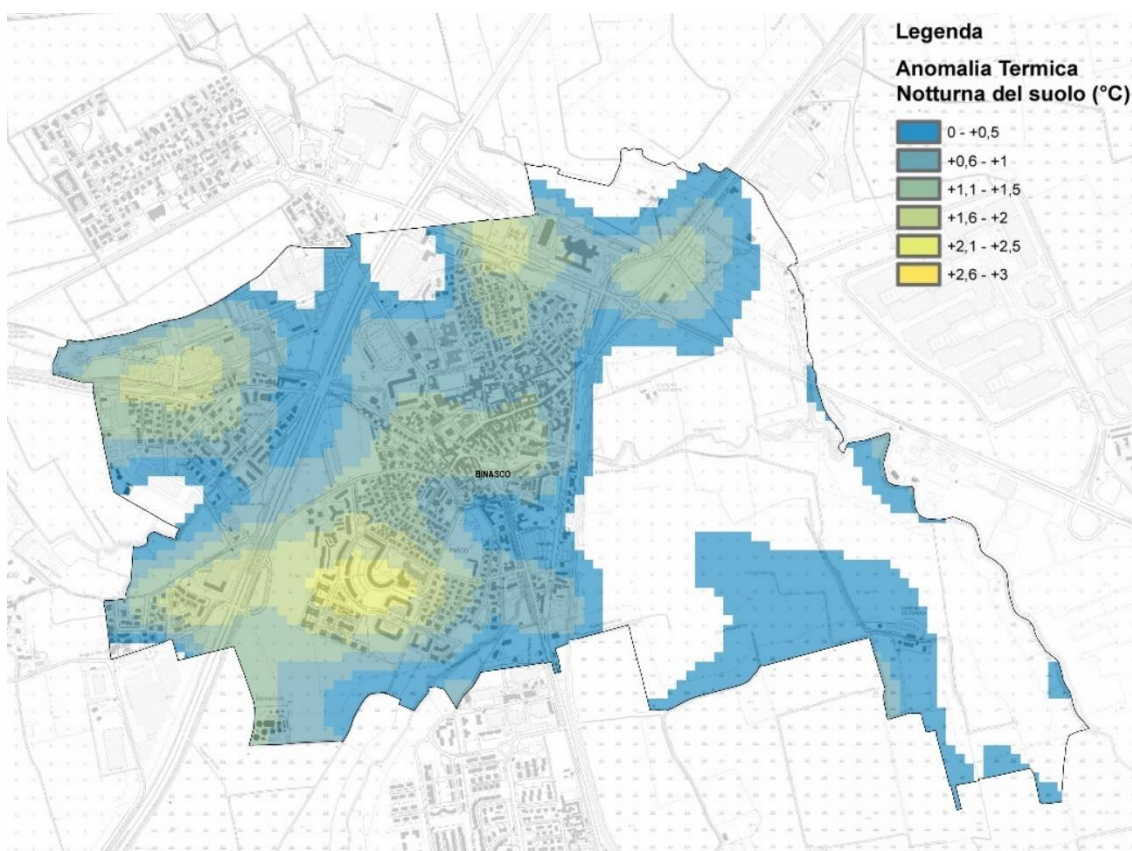 Legenda
Anomalia Termica
Notturna del suolo (°C)
0 - +0,5
+0,6 - +1
+1,1 - +1,5
+1,6 - +2
+2,1 - +2,5
+2,6 - +3
BINASCO